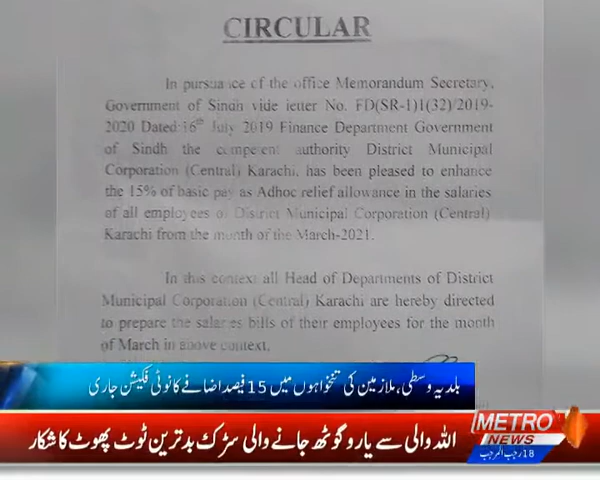 CIRCULAR
In pursuance of the office Memorandum Secretary,
Government of Sindh vide letter No. FD(SR-1)1(32)/2019-
2020 Dated:16th July 2019 Finance Department Government
of Sindh the competent authority District Municipal
Corporation (Central) Karachi, has been pleased to enhance
the 15% of basic pay as Adhoc relief allowance in the salaries
of all employees of District Municipal Corporation (Central)
Karachi from the month of the March-2021.
In this context all Head of Departments of District
Municipal Corporation (Central) Karachi are hereby directed
to prepare the salaries bills of their employees for the month
of March in above context.
بلدیہ وسطی، ملازمین کی تنخواہوں میں 15 فیصد اضافے کا نوٹی فکیشن جاری
اللہ والی سے یارو گوٹھ جانے والی سڑک بدترین ٹوٹ پھوٹ کا شکار
METRO
NEWS
18 رجب المرجب